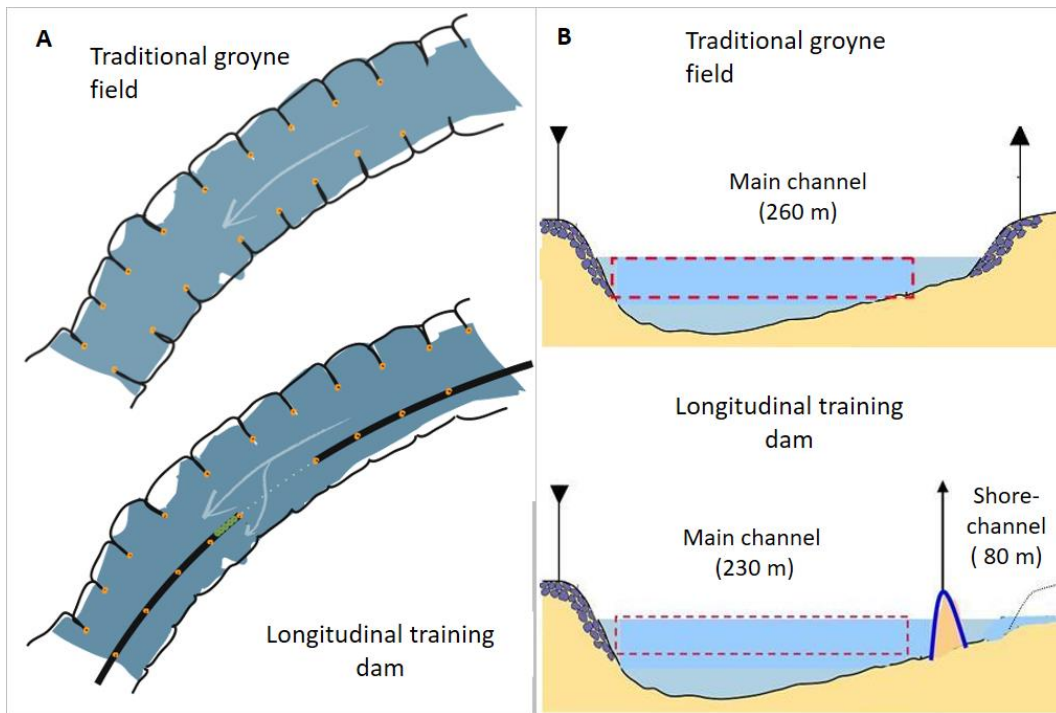 A
Traditional groyne
field
Longitudinal training
dam
B
Traditional groyne
field
Main channel
(260 m)
Longitudinal training
dam
Main channel
(230 m)
Shore-
channel
( 80 m)